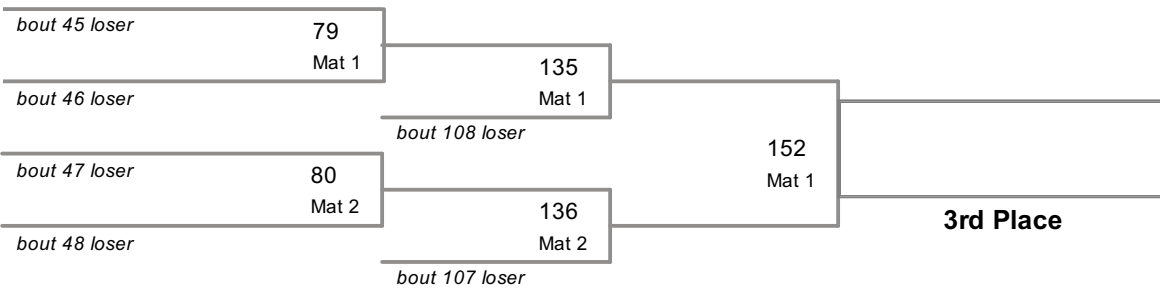 bout 45 loser
79
Mat 1
bout 46 loser
135
Mat 1
bout 108 loser
bout 47 loser
80
Mat 2
bout 48 loser
136
Mat 2
bout 107 loser
152
Mat 1
3rd Place